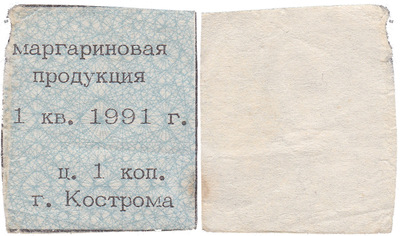 маргариновая
продукция
1 кв. 1991 г.
ц. 1 коп.
г. Кострома